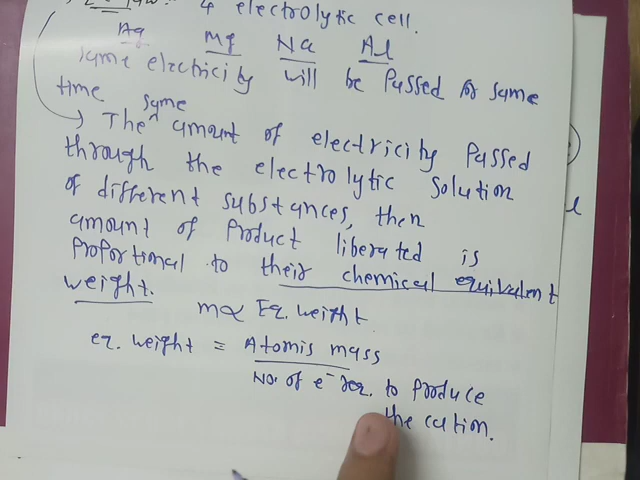 4 electrolytic cell.
Ag Mg Na Al
same electricity will be passed for same
time same
→ The ^ amount of electricity passed
through the electrolytic solution
of different substances, then
amount of product liberated is
proportional to their chemical equivalent
weight. m∝ Eq. weight.
eq. weight = Atomis mass
No. of e⁻ req. to produce
the cation.